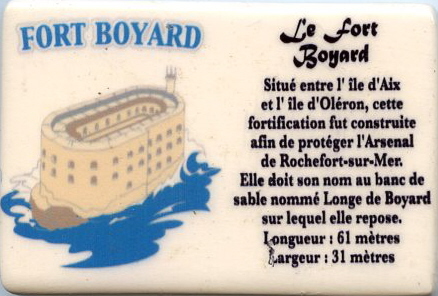 FORT BOYARD
Le Fort
Boyard
Situé entre l' île d'Aix
et l' île d'Oléron, cette
fortification fut construite
afin de protéger l'Arsenal
de Rochefort-sur-Mer.
Elle doit son nom au banc de
sable nommé Longe de Boyard
sur lequel elle repose.
Longueur : 61 mètres
Largeur : 31 mètres